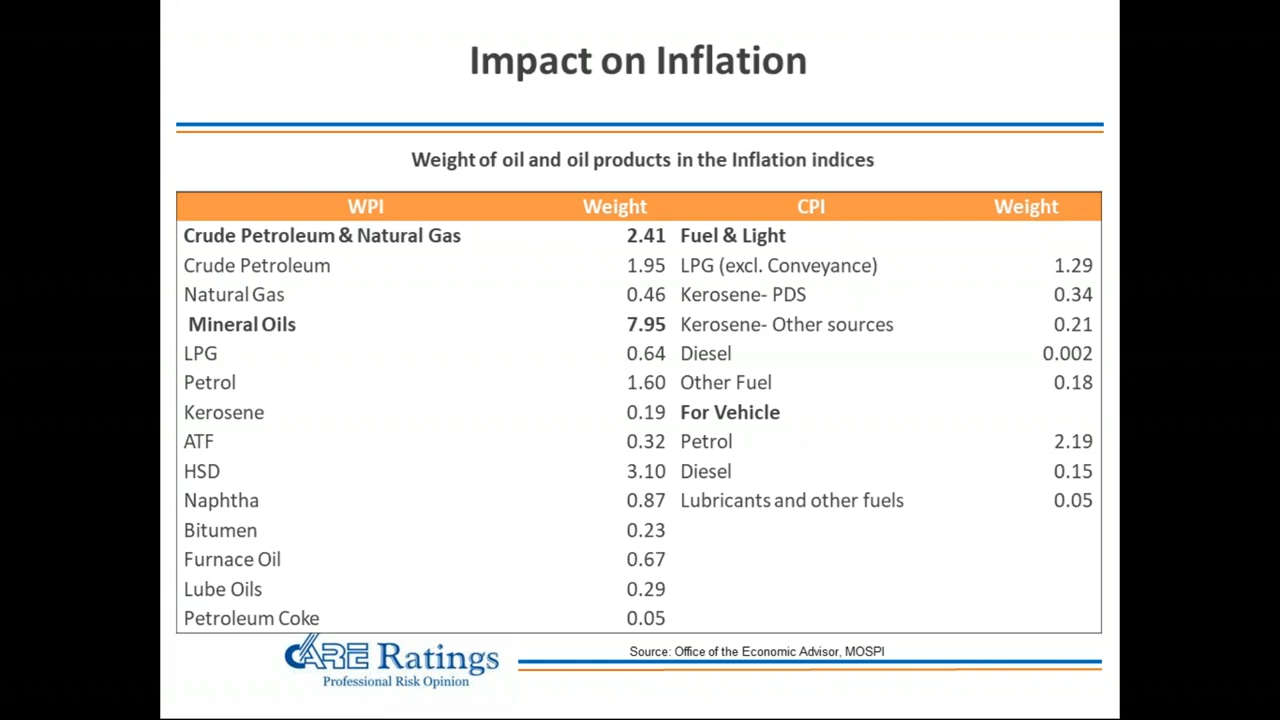 Impact on Inflation
Weight of oil and oil products in the Inflation indices
WPI Weight CPI Weight
Crude Petroleum & Natural Gas 2.41 Fuel & Light
Crude Petroleum 1.95 LPG (excl. Conveyance) 1.29
Natural Gas 0.46 Kerosene- PDS 0.34
Mineral Oils 7.95 Kerosene- Other sources 0.21
LPG 0.64 Diesel 0.002
Petrol 1.60 Other Fuel 0.18
Kerosene 0.19 For Vehicle
ATF 0.32 Petrol 2.19
HSD 3.10 Diesel 0.15
Naphtha 0.87 Lubricants and other fuels 0.05
Bitumen 0.23
Furnace Oil 0.67
Lube Oils 0.29
Petroleum Coke 0.05
CARE Ratings
Professional Risk Opinion
Source: Office of the Economic Advisor, MOSPI